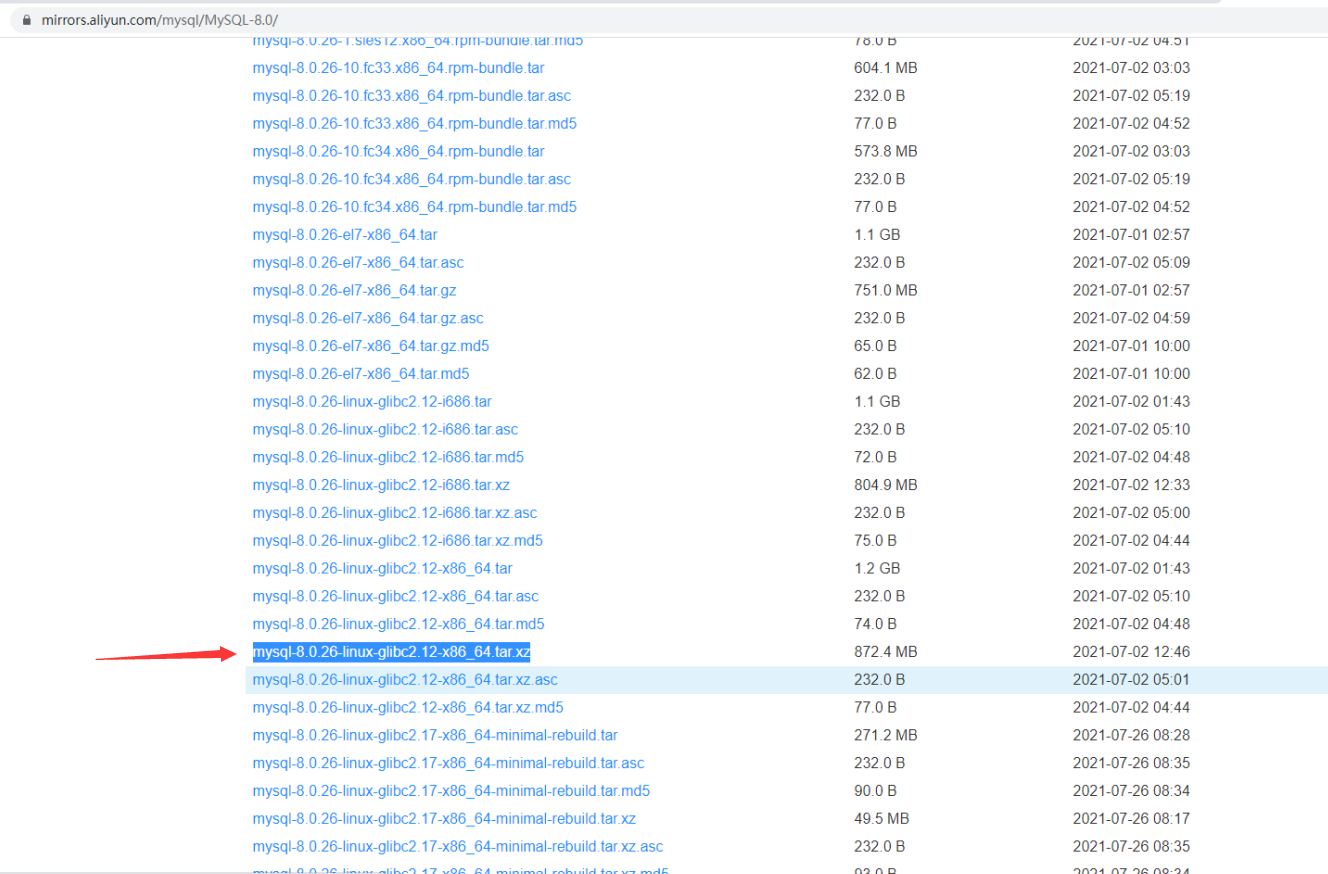 mirrors.aliyun.com/mysql/MySQL-8.0/
mysql-8.0.26-1.sles12.x86_64.rpm-bundle.tar.md5 78.0 B 2021-07-02 04:51
mysql-8.0.26-10.fc33.x86_64.rpm-bundle.tar 604.1 MB 2021-07-02 03:03
mysql-8.0.26-10.fc33.x86_64.rpm-bundle.tar.asc 232.0 B 2021-07-02 05:19
mysql-8.0.26-10.fc33.x86_64.rpm-bundle.tar.md5 77.0 B 2021-07-02 04:52
mysql-8.0.26-10.fc34.x86_64.rpm-bundle.tar 573.8 MB 2021-07-02 03:03
mysql-8.0.26-10.fc34.x86_64.rpm-bundle.tar.asc 232.0 B 2021-07-02 05:19
mysql-8.0.26-10.fc34.x86_64.rpm-bundle.tar.md5 77.0 B 2021-07-02 04:52
mysql-8.0.26-el7-x86_64.tar 1.1 GB 2021-07-01 02:57
mysql-8.0.26-el7-x86_64.tar.asc 232.0 B 2021-07-02 05:09
mysql-8.0.26-el7-x86_64.tar.gz 751.0 MB 2021-07-01 02:57
mysql-8.0.26-el7-x86_64.tar.gz.asc 232.0 B 2021-07-02 04:59
mysql-8.0.26-el7-x86_64.tar.gz.md5 65.0 B 2021-07-01 10:00
mysql-8.0.26-el7-x86_64.tar.md5 62.0 B 2021-07-01 10:00
mysql-8.0.26-linux-glibc2.12-i686.tar 1.1 GB 2021-07-02 01:43
mysql-8.0.26-linux-glibc2.12-i686.tar.asc 232.0 B 2021-07-02 05:10
mysql-8.0.26-linux-glibc2.12-i686.tar.md5 72.0 B 2021-07-02 04:48
mysql-8.0.26-linux-glibc2.12-i686.tar.xz 804.9 MB 2021-07-02 12:33
mysql-8.0.26-linux-glibc2.12-i686.tar.xz.asc 232.0 B 2021-07-02 05:00
mysql-8.0.26-linux-glibc2.12-i686.tar.xz.md5 75.0 B 2021-07-02 04:44
mysql-8.0.26-linux-glibc2.12-x86_64.tar 1.2 GB 2021-07-02 01:43
mysql-8.0.26-linux-glibc2.12-x86_64.tar.asc 232.0 B 2021-07-02 05:10
mysql-8.0.26-linux-glibc2.12-x86_64.tar.md5 74.0 B 2021-07-02 04:48
mysql-8.0.26-linux-glibc2.12-x86_64.tar.xz 872.4 MB 2021-07-02 12:46
mysql-8.0.26-linux-glibc2.12-x86_64.tar.xz.asc 232.0 B 2021-07-02 05:01
mysql-8.0.26-linux-glibc2.12-x86_64.tar.xz.md5 77.0 B 2021-07-02 04:44
mysql-8.0.26-linux-glibc2.17-x86_64-minimal-rebuild.tar 271.2 MB 2021-07-26 08:28
mysql-8.0.26-linux-glibc2.17-x86_64-minimal-rebuild.tar.asc 232.0 B 2021-07-26 08:35
mysql-8.0.26-linux-glibc2.17-x86_64-minimal-rebuild.tar.md5 90.0 B 2021-07-26 08:34
mysql-8.0.26-linux-glibc2.17-x86_64-minimal-rebuild.tar.xz 49.5 MB 2021-07-26 08:17
mysql-8.0.26-linux-glibc2.17-x86_64-minimal-rebuild.tar.xz.asc 232.0 B 2021-07-26 08:35
mysql-8.0.26-linux-glibc2.17-x86_64-minimal-rebuild.tar.xz.md5 93.0 B 2021-07-26 08:34